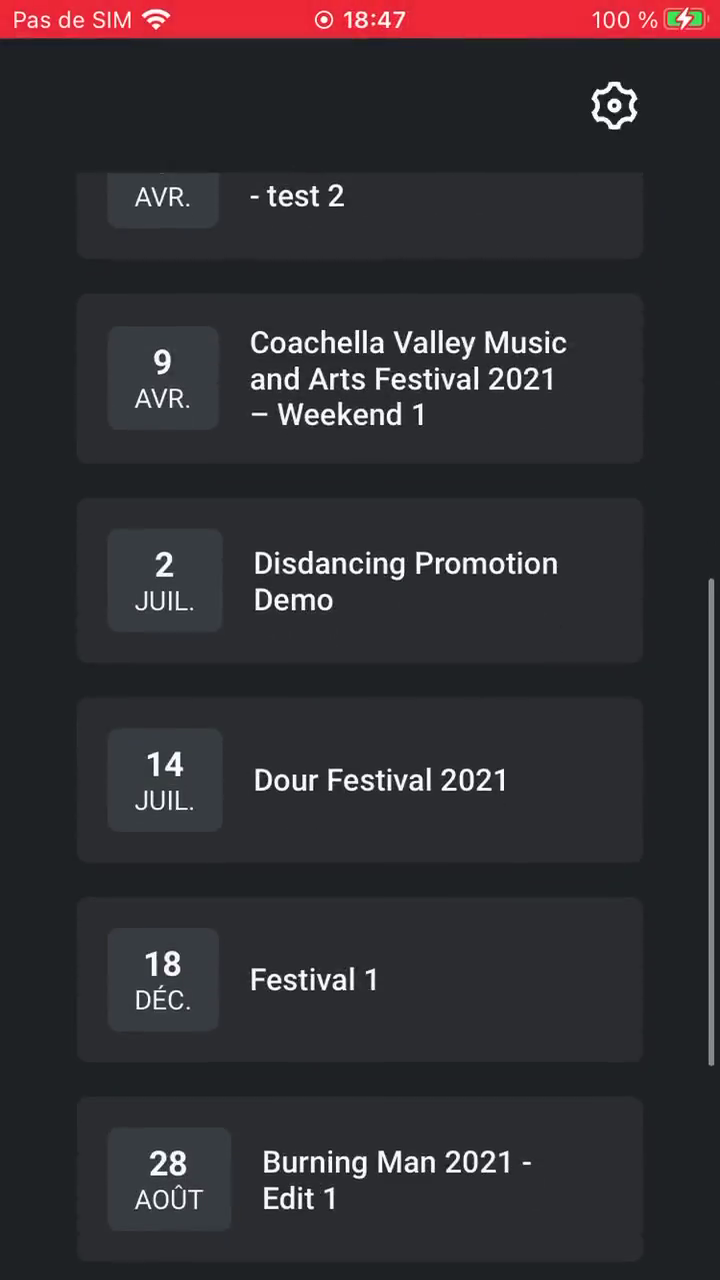 Pas de SIM 18:47 100 %
AVR. - test 2
9
AVR.
Coachella Valley Music
and Arts Festival 2021
– Weekend 1
2
JUIL.
Disdancing Promotion
Demo
14
JUIL.
Dour Festival 2021
18
DÉC.
Festival 1
28
AOÛT
Burning Man 2021 -
Edit 1